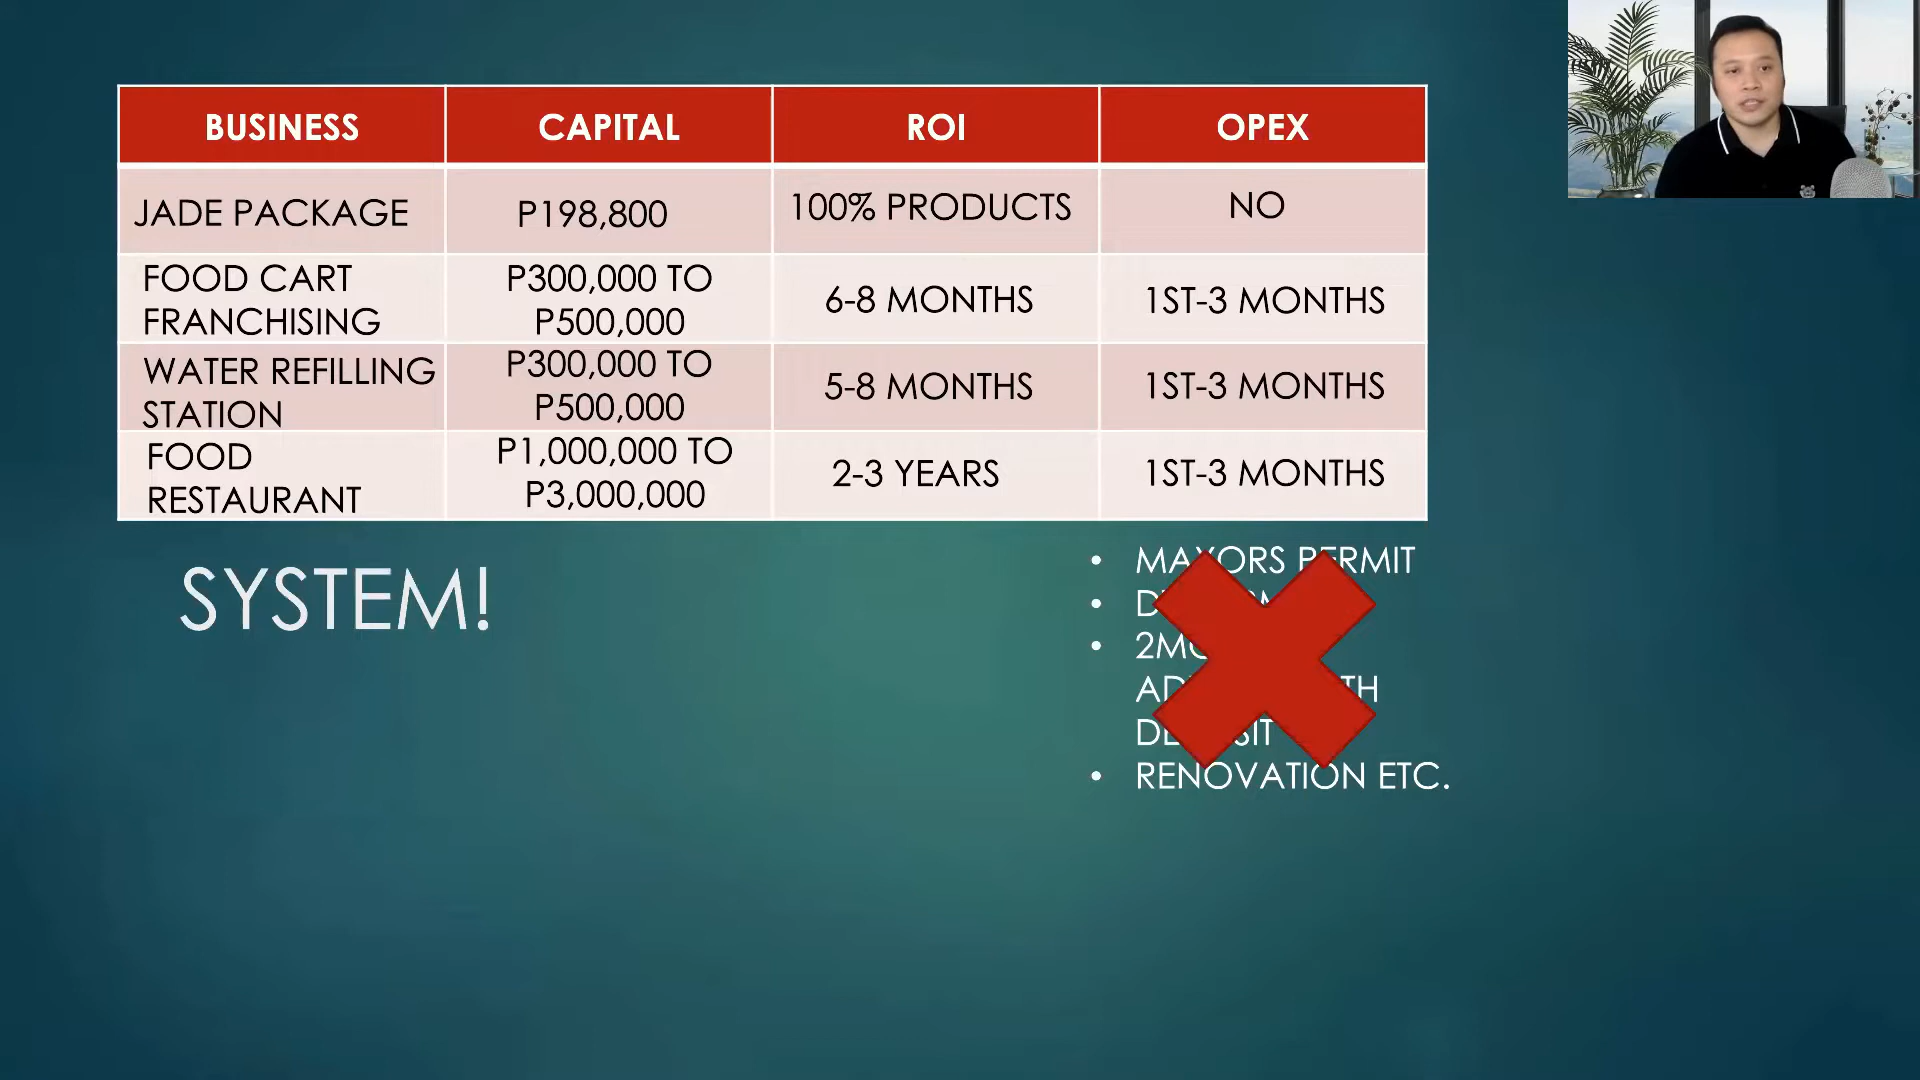 BUSINESS CAPITAL ROI OPEX
JADE PACKAGE P198,800 100% PRODUCTS NO
FOOD CART FRANCHISING P300,000 TO P500,000 6-8 MONTHS 1ST-3 MONTHS
WATER REFILLING STATION P300,000 TO P500,000 5-8 MONTHS 1ST-3 MONTHS
FOOD RESTAURANT P1,000,000 TO P3,000,000 2-3 YEARS 1ST-3 MONTHS
SYSTEM!
• MAYORS PERMIT
•
•
• RENOVATION ETC.